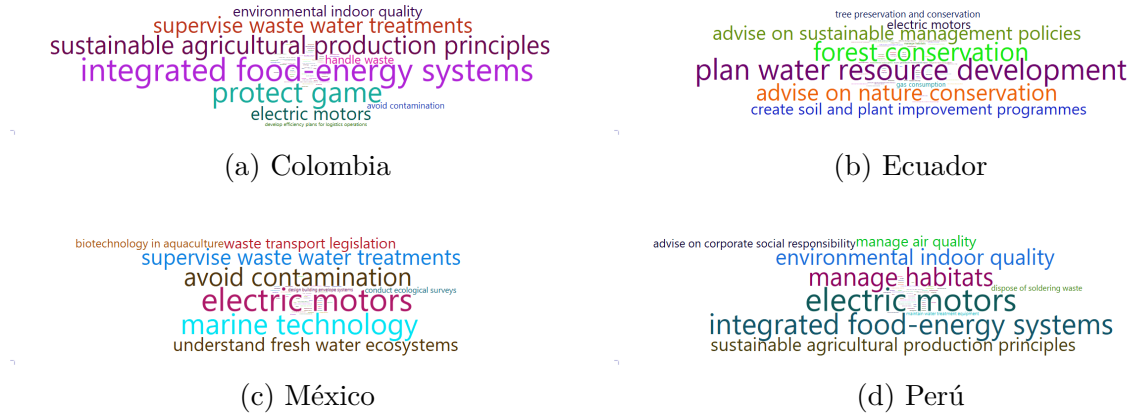 environmental indoor quality
supervise waste water treatments
sustainable agricultural production principles
handle waste
integrated food-energy systems
protect game
avoid contamination
electric motors
develop efficiency plans for logistics operations
(a) Colombia
tree preservation and conservation
electric motors
advise on sustainable management policies
forest conservation
plan water resource development
gas consumption
advise on nature conservation
create soil and plant improvement programmes
(b) Ecuador
biotechnology in aquaculture waste transport legislation
supervise waste water treatments
avoid contamination
design building envelope systems
conduct ecological surveys
electric motors
marine technology
understand fresh water ecosystems
(c) México
advise on corporate social responsibility manage air quality
environmental indoor quality
manage habitats
dispose of soldering waste
electric motors
maintain water treatment equipment
integrated food-energy systems
sustainable agricultural production principles
(d) Perú